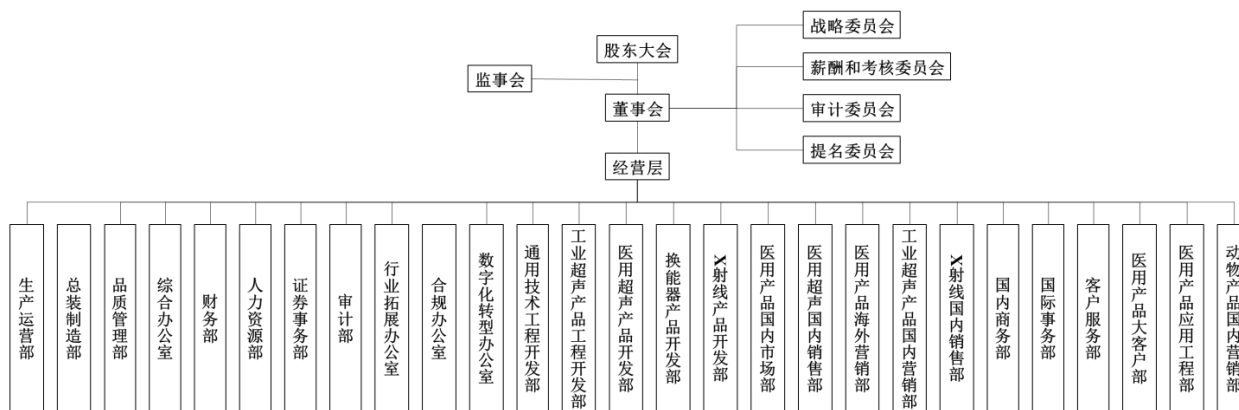 战略委员会
股东大会
薪酬和考核委员会
监事会
董事会
审计委员会
提名委员会
经营层
生产运营部
总装制造部
品质管理部
综合办公室
财务部
人力资源部
证券事务部
审计部
行业拓展办公室
合规办公室
数字化转型办公室
通用技术工程开发部
工业超声产品工程开发部
医用超声产品开发部
换能器产品开发部
X射线产品开发部
医用产品国内市场部
医用超声国内销售部
医用产品海外营销部
工业超声产品国内营销部
X射线国内销售部
国内商务部
国际事务部
客户服务部
医用产品大客户部
医用产品应用工程部
动物产品国内营销部